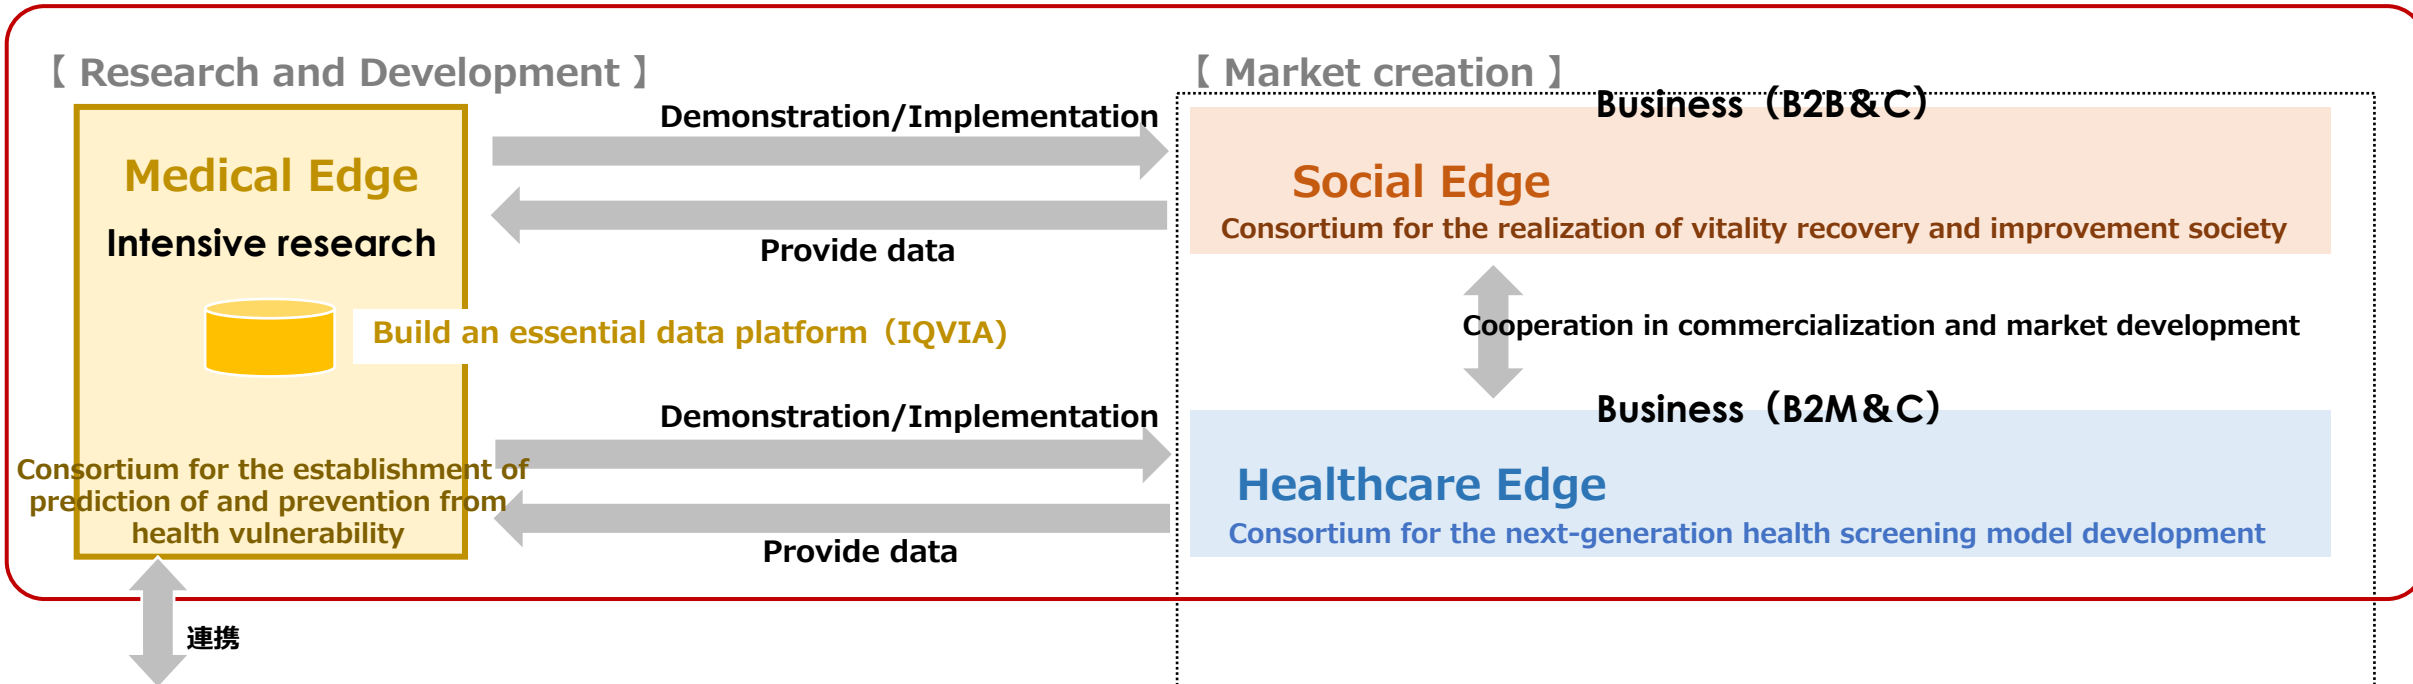 【 Research and Development 】
【 Market creation 】
Medical Edge
Intensive research
Build an essential data platform（IQVIA)
Consortium for the establishment of
prediction of and prevention from
health vulnerability
Demonstration/Implementation
Provide data
Demonstration/Implementation
Provide data
Business（B2B＆C）
Social Edge
Consortium for the realization of vitality recovery and improvement society
Cooperation in commercialization and market development
Business（B2M＆C）
Healthcare Edge
Consortium for the next-generation health screening model development
連携